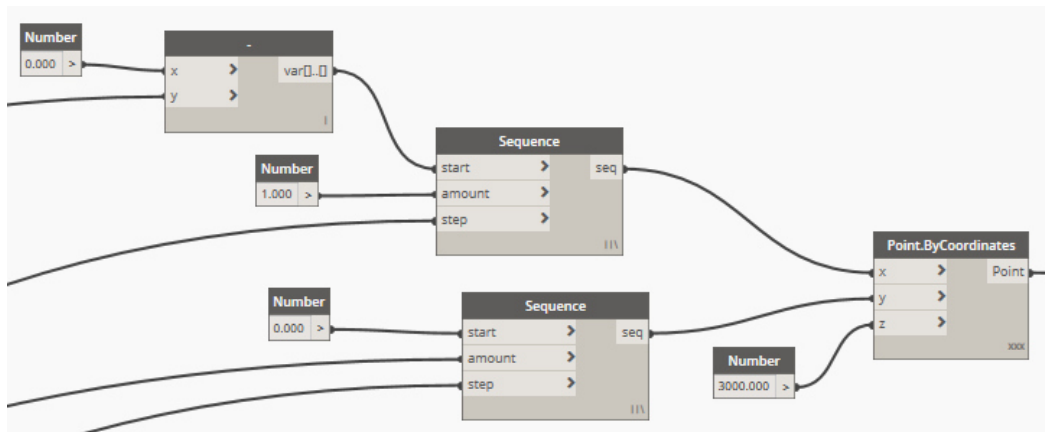 Number
0.000 >
-
x > var[]..[]
y >
|
Number
1.000 >
Sequence
start > seq
amount >
step >
||\
Number
0.000 >
Sequence
start > seq
amount >
step >
||\
Number
3000.000 >
Point.ByCoordinates
x > Point
y >
z >
xxx